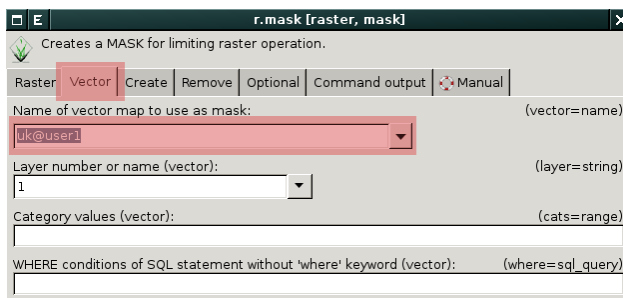 r.mask [raster, mask]
Creates a MASK for limiting raster operation.
Raster Vector Create Remove Optional Command output Manual
Name of vector map to use as mask: (vector=name)
uk@user1
Layer number or name (vector): (layer=string)
1
Category values (vector): (cats=range)
WHERE conditions of SQL statement without 'where' keyword (vector): (where=sql_query)